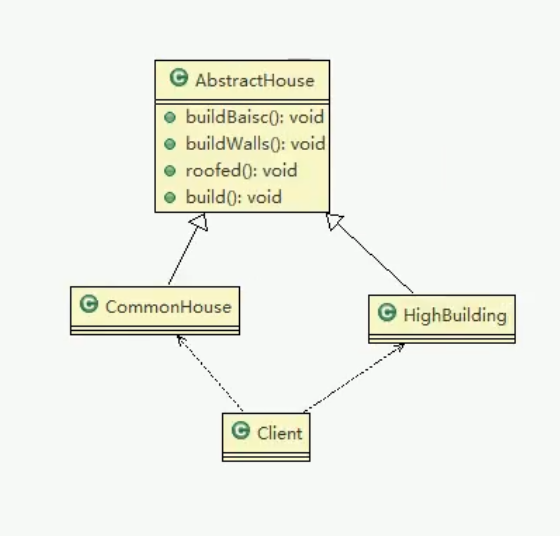 C AbstractHouse
buildBaisc(): void
buildWalls(): void
roofed(): void
build(): void
C CommonHouse
C HighBuilding
C Client